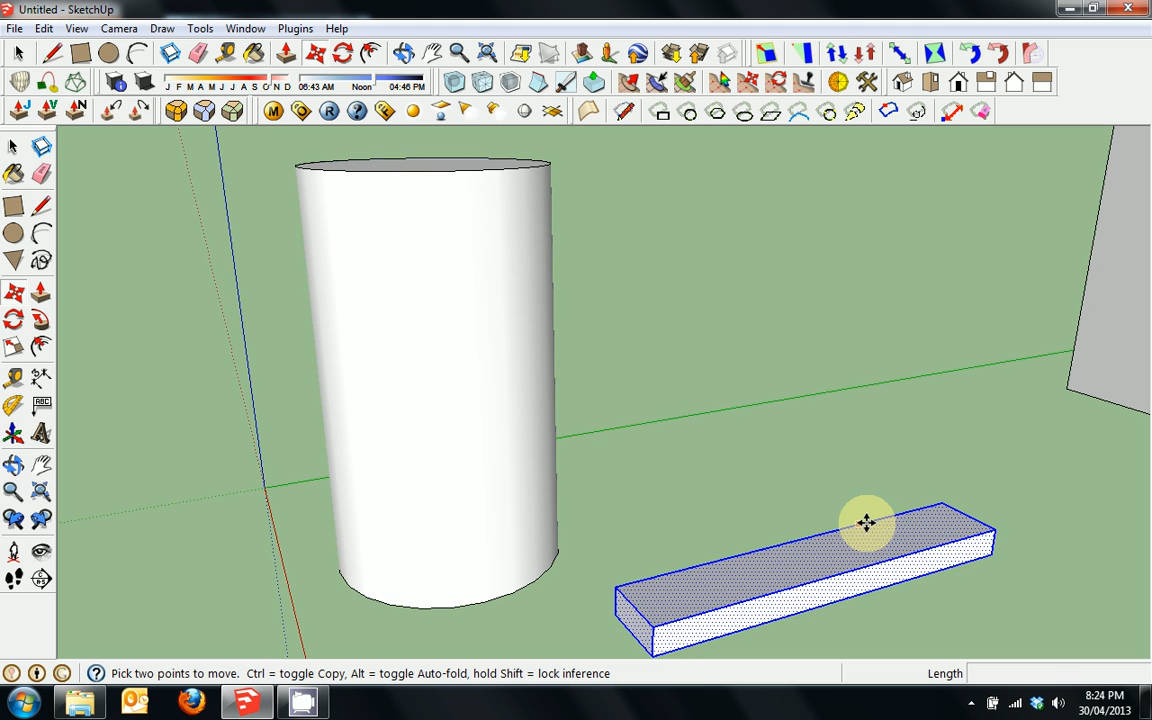 Untitled - SketchUp
File Edit View Camera Draw Tools Window Plugins Help
J F M A M J J A S O N D 06:43 AM Noon 04:46 PM
J V N M O R ? F
ABC
A
Pick two points to move. Ctrl = toggle Copy, Alt = toggle Auto-fold, hold Shift = lock inference Length
8:24 PM
30/04/2013